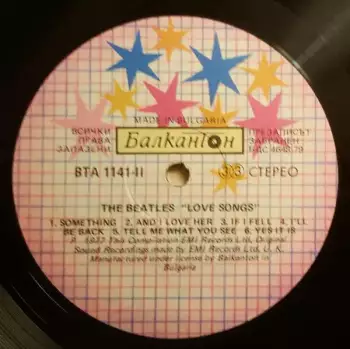 MADE IN BULGARIA
ВСИЧКИ ПРАВА ЗАПАЗЕНИ
Балкантон
ПРЕЗАПИСЪТ ЗАБРАНЕН
ВТА 1141-II
СТЕРЕО
THE BEATLES "LOVE SONGS"
1. SOMETHING 2. AND I LOVE HER 3. IF I FELL 4. I'LL
BE BACK 5. TELL ME WHAT YOU SEE 6. YES IT IS
℗ 1977 This Compilation EMI Records Ltd, Original
Sound Recordings made by EMI Records Ltd, U. K.
Manufactured under license by Balkanton in
Bulgaria